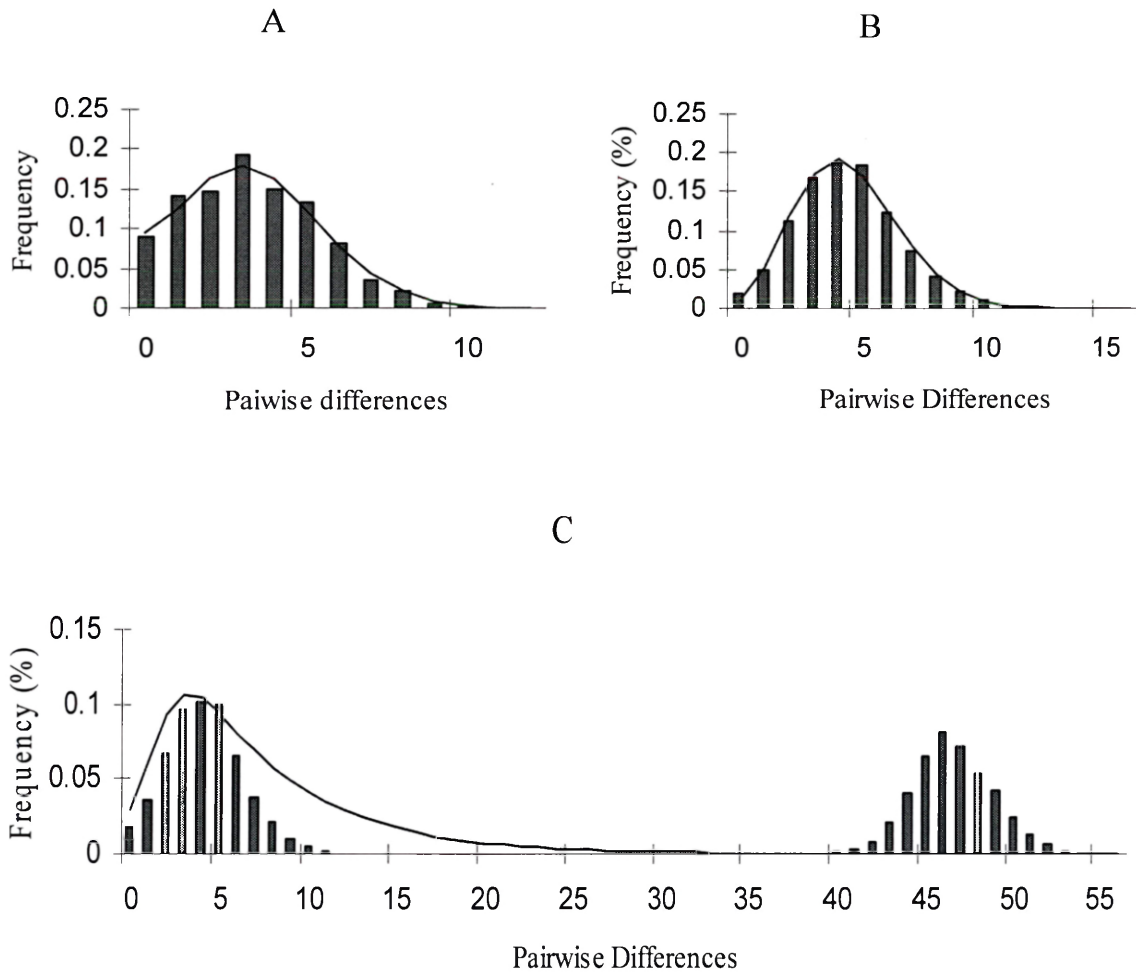 A
0.25
0.2
0.15
0.1
0.05
0
Frequency
0 5 10
Paiwise differences
B
0.25
0.2
0.15
0.1
0.05
0
Frequency (%)
0 5 10 15
Pairwise Differences
C
0.15
0.1
0.05
0
Frequency (%)
0 5 10 15 20 25 30 35 40 45 50 55
Pairwise Differences